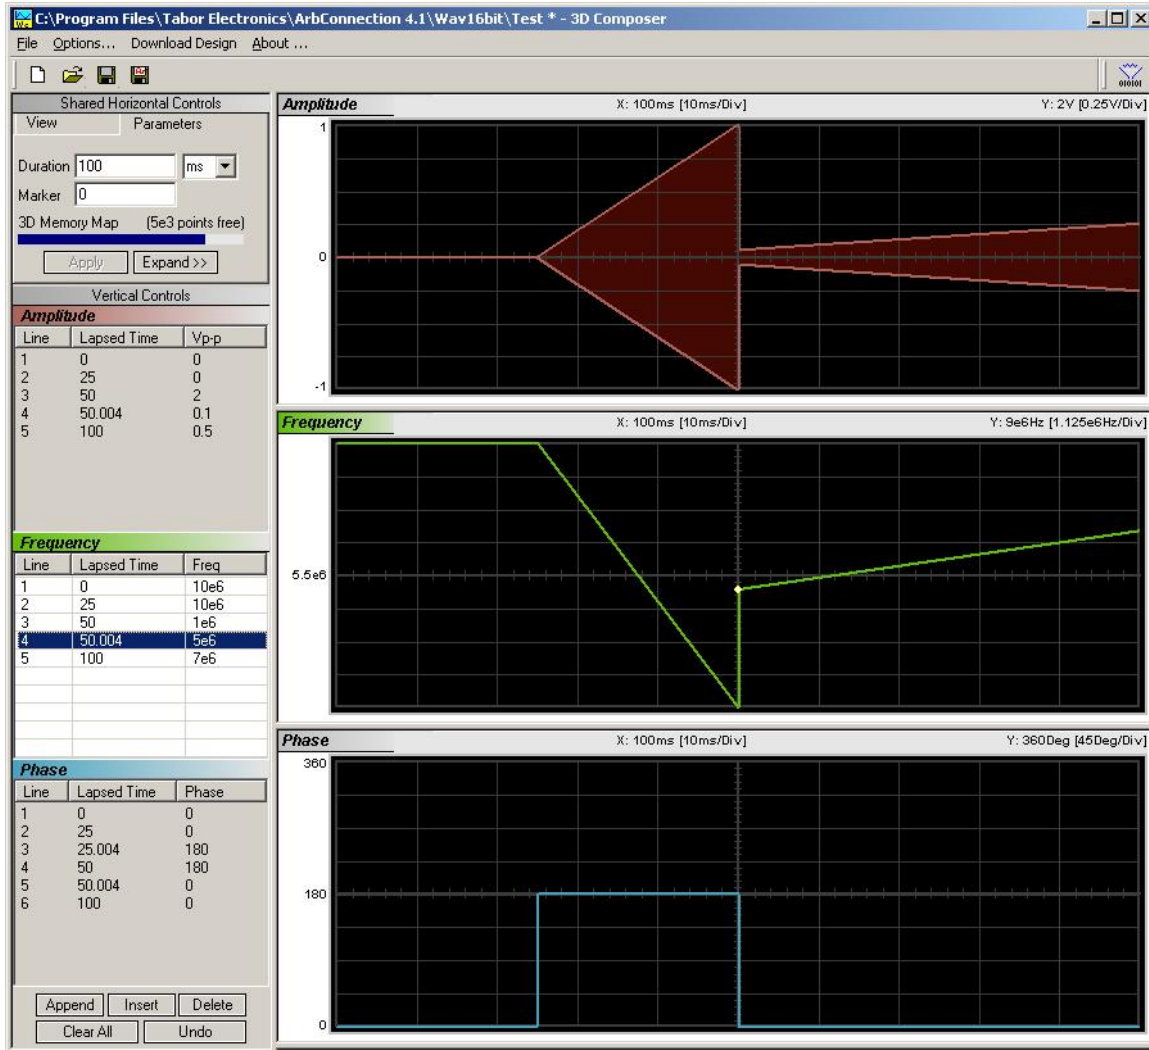 C:\Program Files\Tabor Electronics\ArbConnection 4.1\Wav16bit\Test * - 3D Composer
File Options... Download Design About ...
Shared Horizontal Controls
View Parameters
Duration 100 ms
Marker 0
3D Memory Map (5e3 points free)
Apply Expand >>
Vertical Controls
Amplitude
Line Lapsed Time Vp-p
1 0 0
2 25 0
3 50 2
4 50.004 0.1
5 100 0.5
Frequency
Line Lapsed Time Freq
1 0 10e6
2 25 10e6
3 50 1e6
4 50.004 5e6
5 100 7e6
Phase
Line Lapsed Time Phase
1 0 0
2 25 0
3 25.004 180
4 50 180
5 50.004 0
6 100 0
Append Insert Delete
Clear All Undo
Amplitude X: 100ms [10ms/Div] Y: 2V [0.25V/Div]
1
0
-1
Frequency X: 100ms [10ms/Div] Y: 9e6Hz [1.125e6Hz/Div]
5.5e6
Phase X: 100ms [10ms/Div] Y: 360Deg [45Deg/Div]
360
180
0